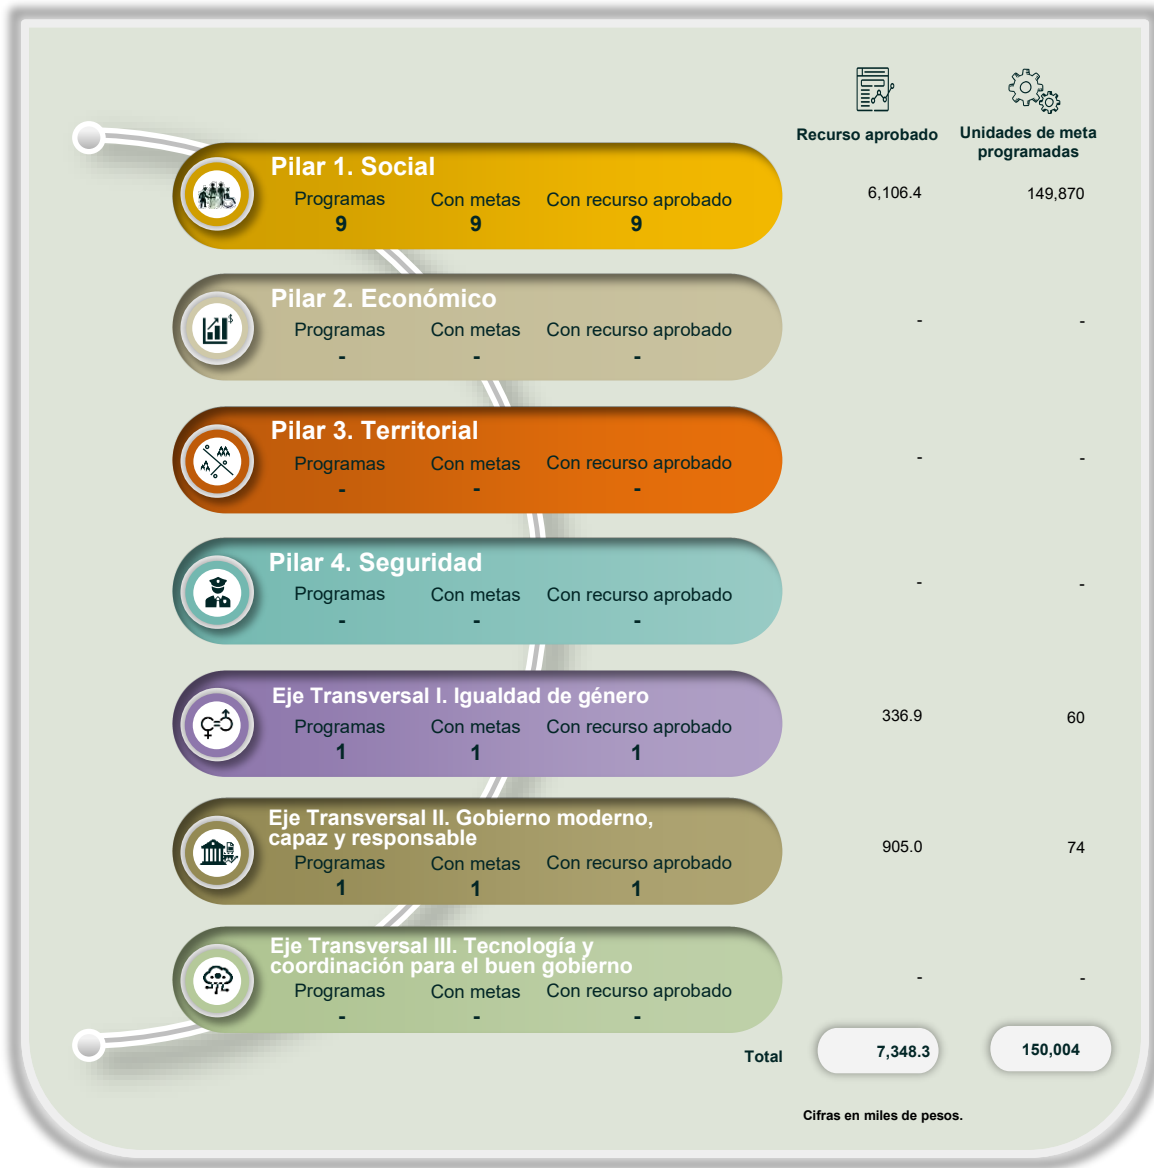 Recurso aprobado
Unidades de meta
programadas
Pilar 1. Social
Programas Con metas Con recurso aprobado
9 9 9
6,106.4 149,870
Pilar 2. Económico
Programas Con metas Con recurso aprobado
- - -
- -
Pilar 3. Territorial
Programas Con metas Con recurso aprobado
- - -
- -
Pilar 4. Seguridad
Programas Con metas Con recurso aprobado
- - -
- -
Eje Transversal I. Igualdad de género
Programas Con metas Con recurso aprobado
1 1 1
336.9 60
Eje Transversal II. Gobierno moderno,
capaz y responsable
Programas Con metas Con recurso aprobado
1 1 1
905.0 74
Eje Transversal III. Tecnología y
coordinación para el buen gobierno
Programas Con metas Con recurso aprobado
- - -
- -
Total 7,348.3 150,004
Cifras en miles de pesos.